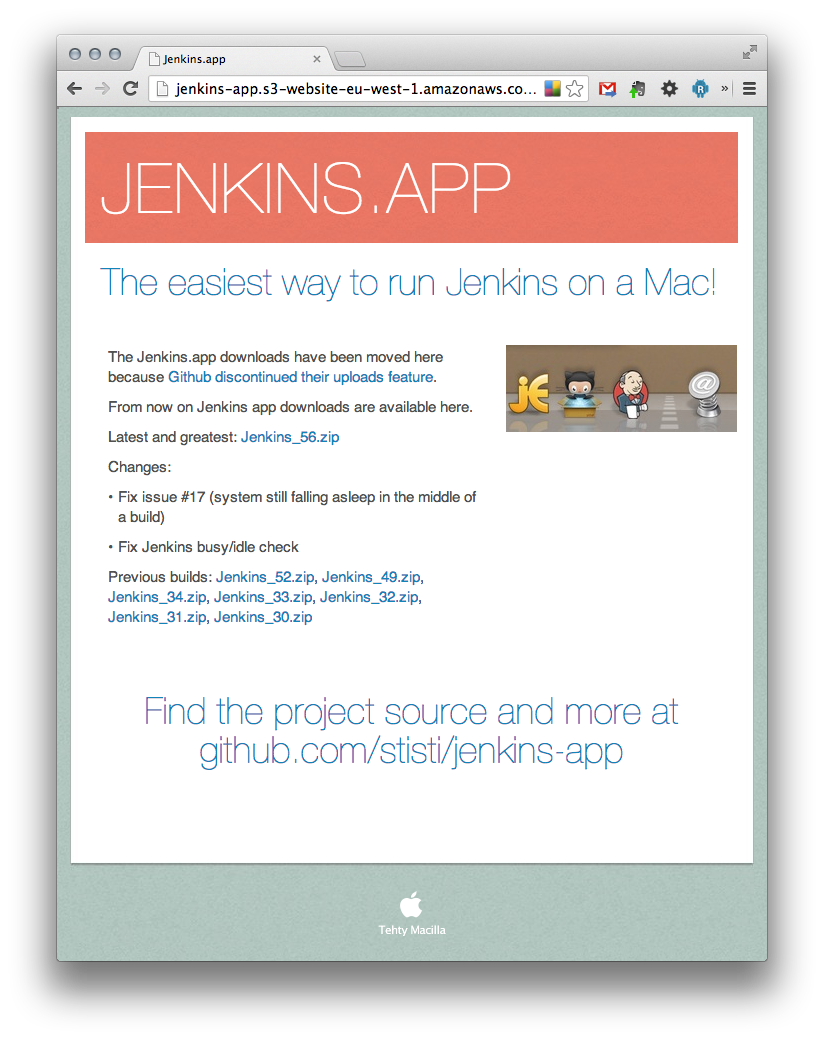 Jenkins.app
jenkins-app.s3-website-eu-west-1.amazonaws.co...
JENKINS.APP
The easiest way to run Jenkins on a Mac!
The Jenkins.app downloads have been moved here
because Github discontinued their uploads feature.
From now on Jenkins app downloads are available here.
Latest and greatest: Jenkins_56.zip
Changes:
• Fix issue #17 (system still falling asleep in the middle of
a build)
• Fix Jenkins busy/idle check
Previous builds: Jenkins_52.zip, Jenkins_49.zip,
Jenkins_34.zip, Jenkins_33.zip, Jenkins_32.zip,
Jenkins_31.zip, Jenkins_30.zip
jE
@
Find the project source and more at
github.com/stisti/jenkins-app
Tehty Macilla